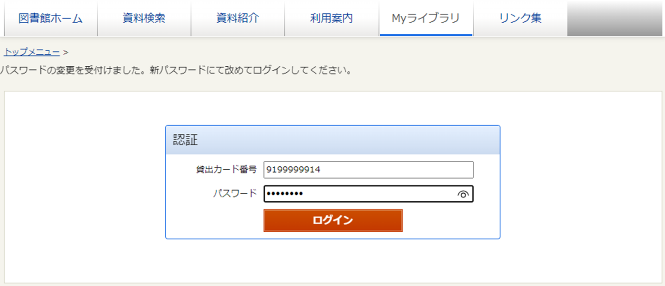 図書館ホーム 資料検索 資料紹介 利用案内 Myライブラリ リンク集
トップメニュー >
パスワードの変更を受付けました。新パスワードにて改めてログインしてください。
認証
貸出カード番号 9199999914
パスワード ••••••••
ログイン